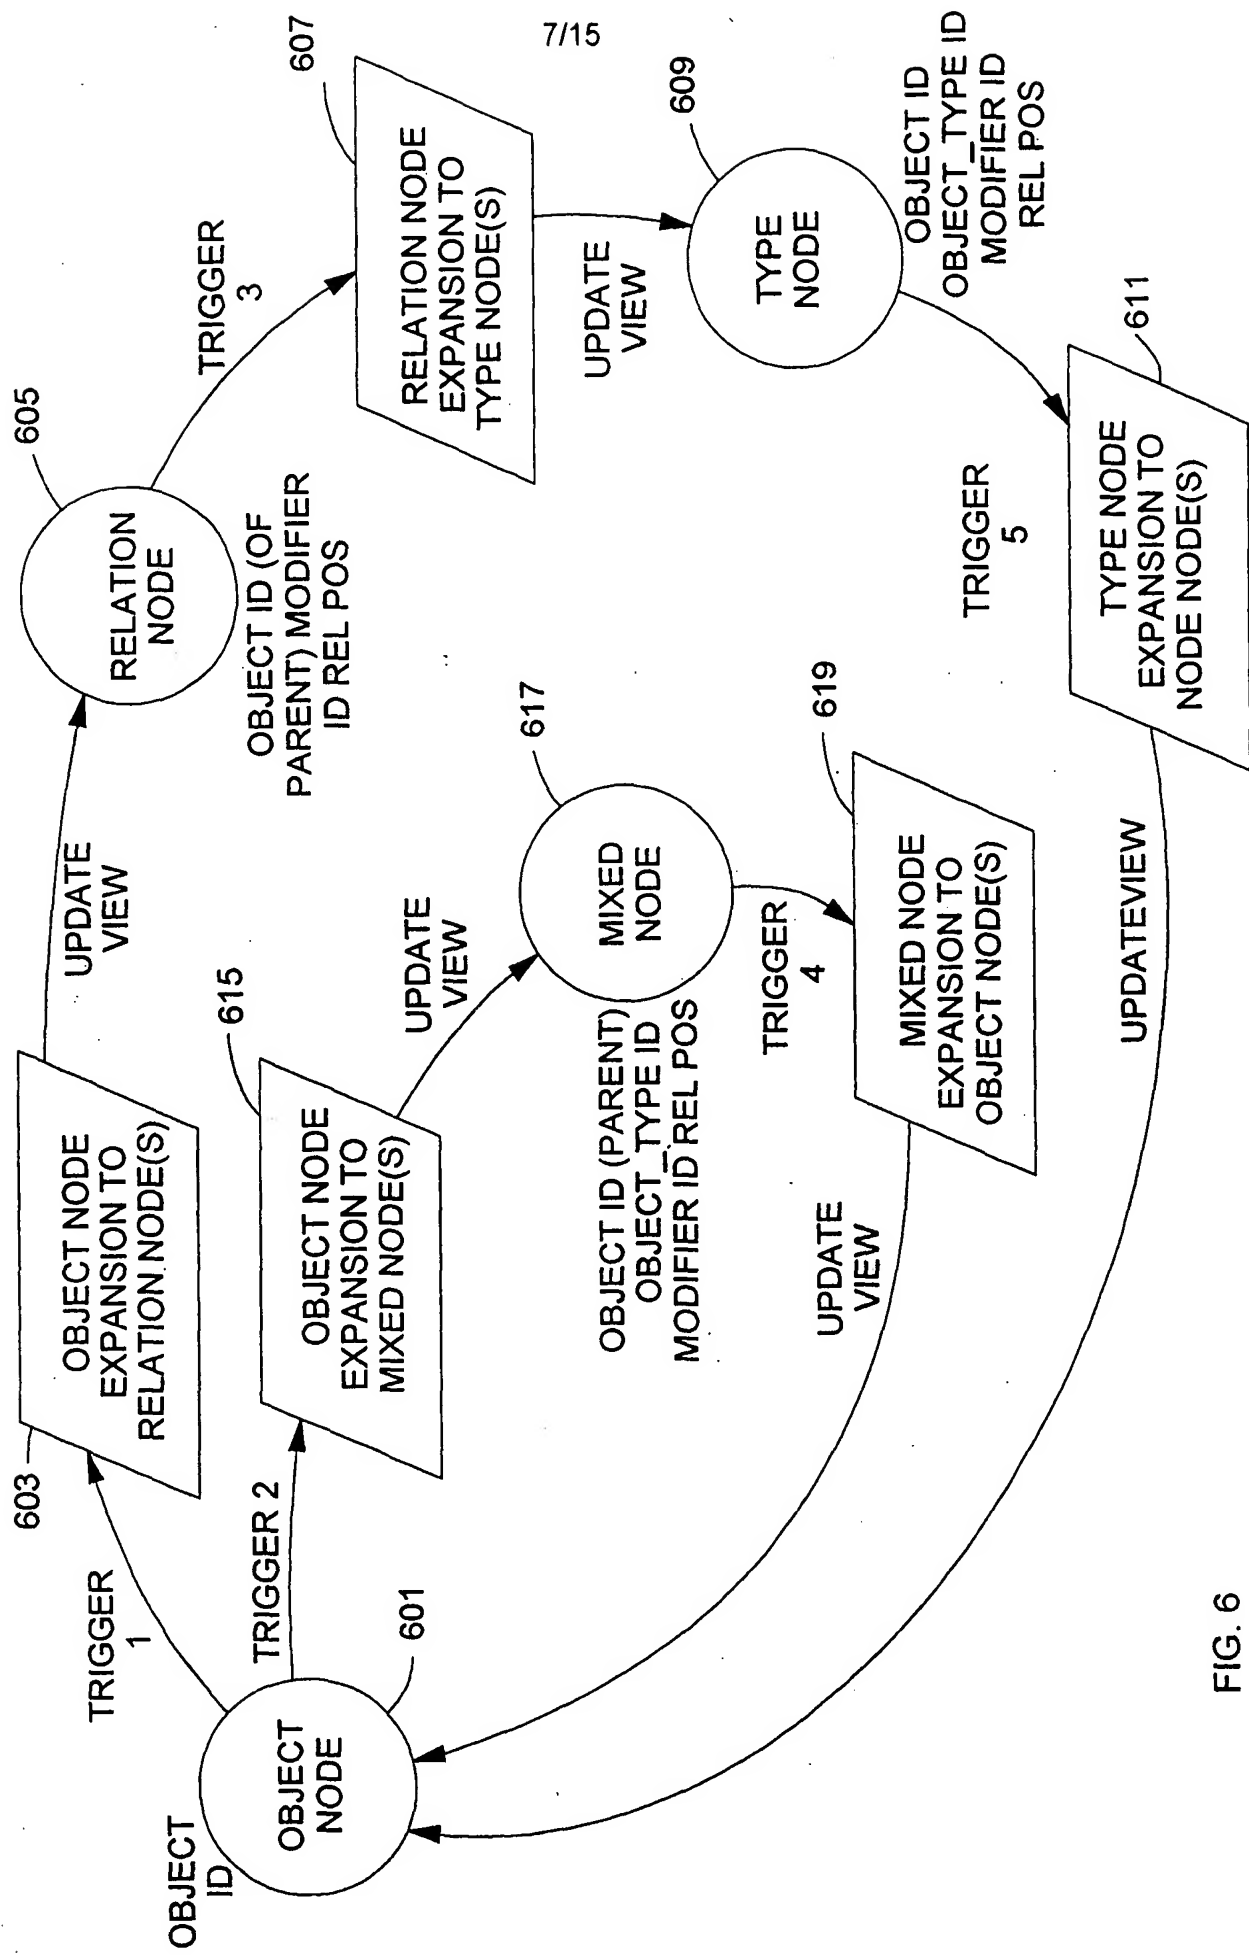 7/15
607
TRIGGER
3
RELATION NODE
EXPANSION TO
TYPE NODE(S)
605
RELATION
NODE
OBJECT ID (OF
PARENT) MODIFIER
ID REL POS
UPDATE
VIEW
609
TYPE
NODE
OBJECT ID
OBJECT_TYPE ID
MODIFIER ID
REL POS
UPDATE
VIEW
603
OBJECT NODE
EXPANSION TO
RELATION NODE(S)
TRIGGER
1
615
OBJECT NODE
EXPANSION TO
MIXED NODE(S)
TRIGGER 2
UPDATE
VIEW
617
MIXED
NODE
OBJECT ID (PARENT)
OBJECT_TYPE ID
MODIFIER ID REL POS
TRIGGER
4
619
MIXED NODE
EXPANSION TO
OBJECT NODE(S)
UPDATE
VIEW
TRIGGER
5
611
TYPE NODE
EXPANSION TO
NODE NODE(S)
UPDATEVIEW
OBJECT
ID
OBJECT
NODE
601
FIG. 6